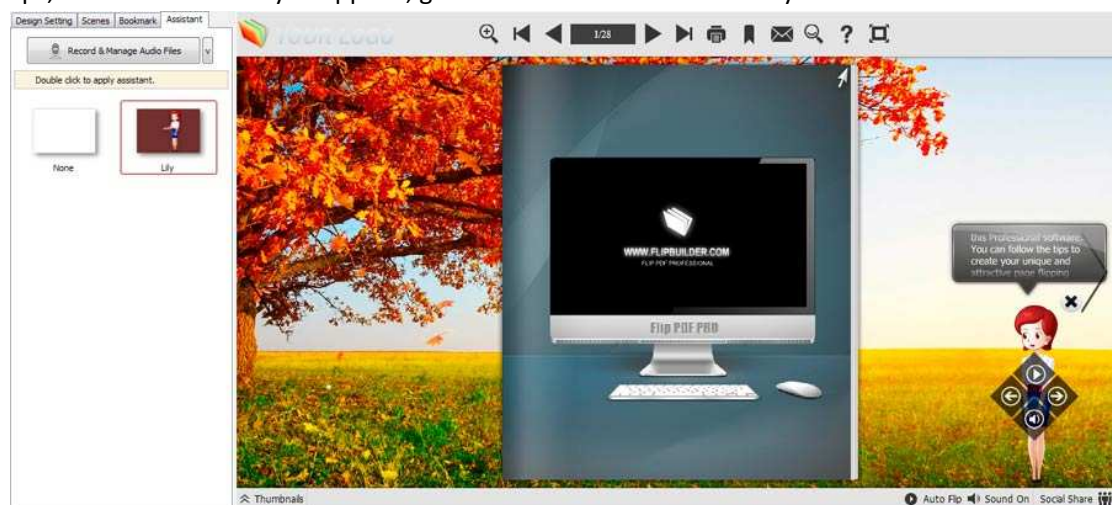 Design Setting Scenes Bookmark Assistant
Record & Manage Audio Files
v
Double click to apply assistant.
None
Lily
Your Logo
1/28
?
WWW.FLIPBUILDER.COM
FLIP PDF PROFESSIONAL
Flip PDF PRO
this Professional software.
You can follow the tips to
create your unique and
attractive page flipping
Thumbnails
Auto Flip Sound On Social Share